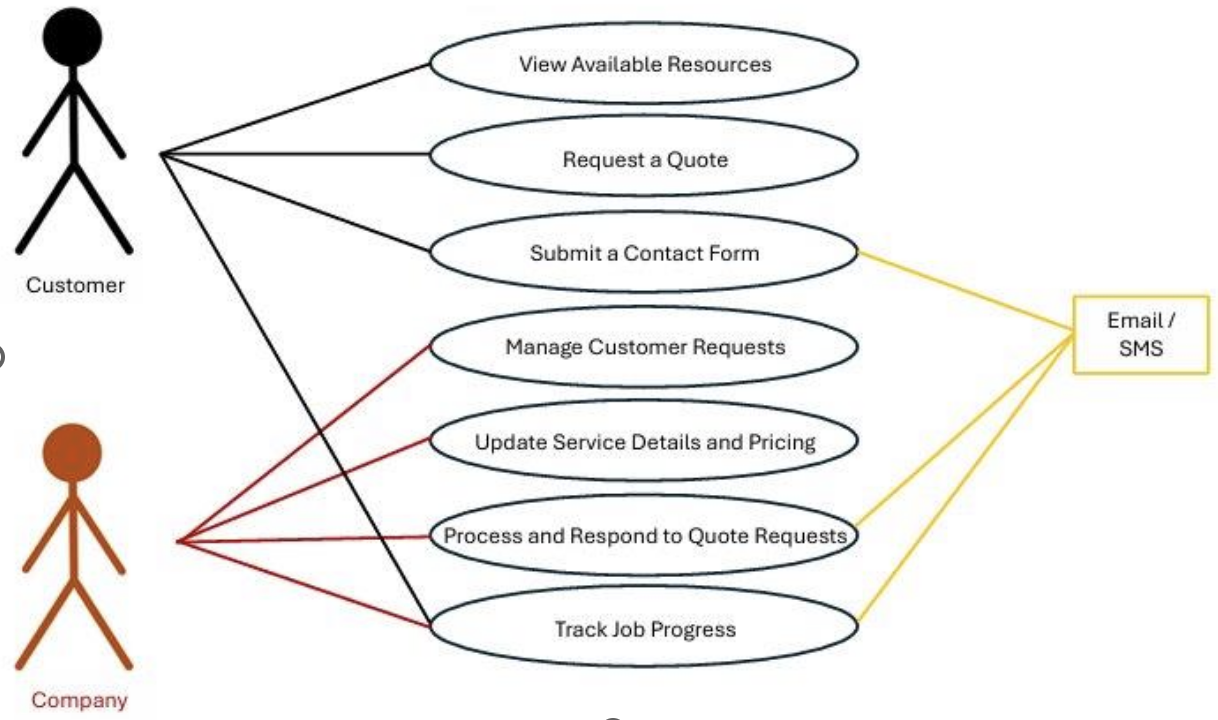 View Available Resources
Request a Quote
Submit a Contact Form
Customer
Email /
SMS
Manage Customer Requests
Update Service Details and Pricing
Process and Respond to Quote Requests
Track Job Progress
Company